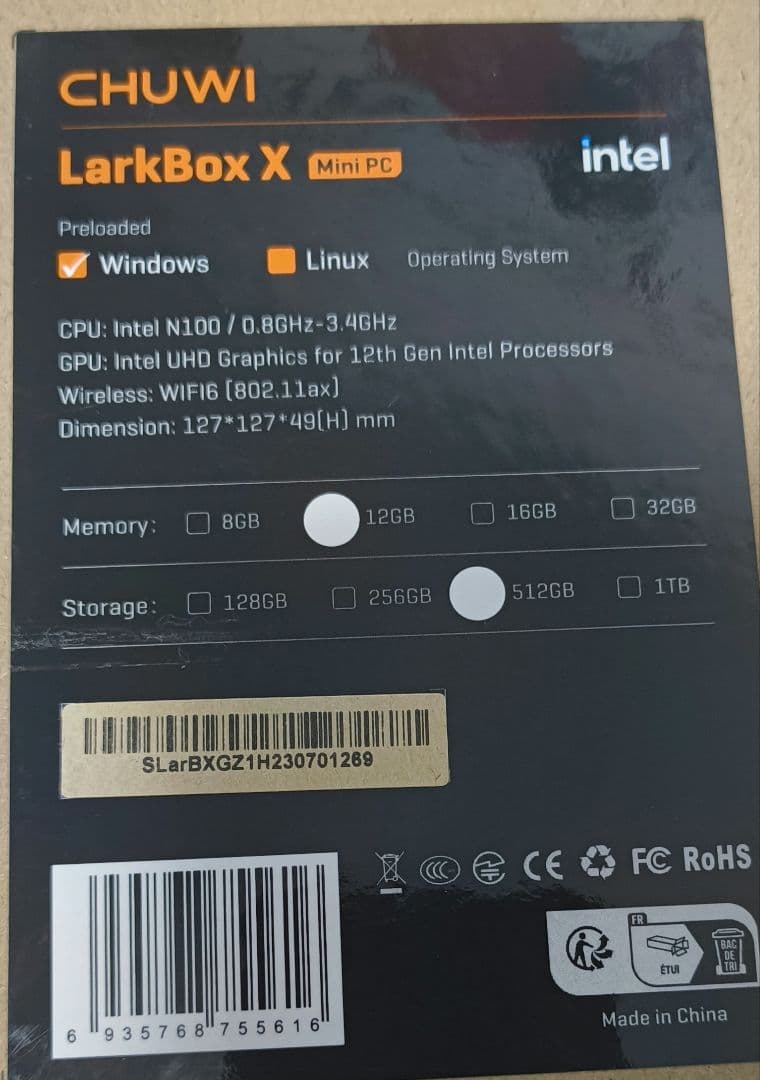 CHUWI
LarkBox X Mini PC
intel
Preloaded
Windows Linux Operating System
CPU: Intel N100 / 0.8GHz-3.4GHz
GPU: Intel UHD Graphics for 12th Gen Intel Processors
Wireless: WIFI6 (802.11ax)
Dimension: 127*127*49(H) mm
Memory: 8GB 12GB 16GB 32GB
Storage: 128GB 256GB 512GB 1TB
SLarBXGZ1H230701269
CCC CE FC RoHS
FR
ÉTUI
BAC
DE
TRI
Made in China
6 935768 755616